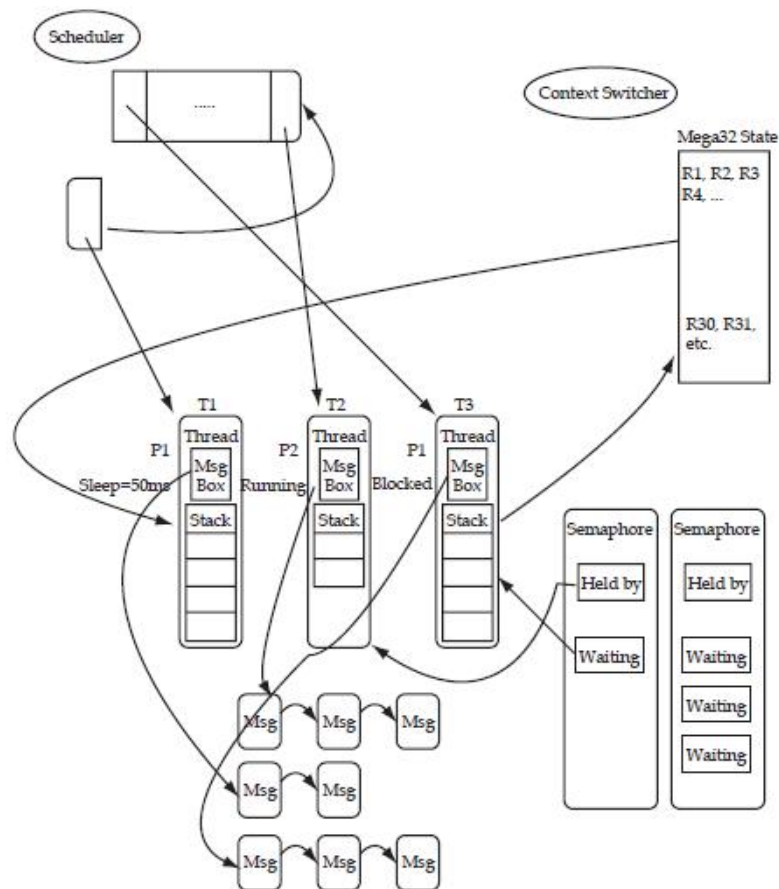 Scheduler
.....
Context Switcher
Mega32 State
R1, R2, R3
R4, ...
R30, R31,
etc.
T1
T2
T3
P1
Thread
Msg
Box
Sleep=50ms
Stack
P2
Thread
Msg
Box
Running
Stack
P1
Thread
Msg
Box
Blocked
Stack
Semaphore
Held by
Waiting
Semaphore
Held by
Waiting
Waiting
Waiting
Msg
Msg
Msg
Msg
Msg
Msg
Msg
Msg